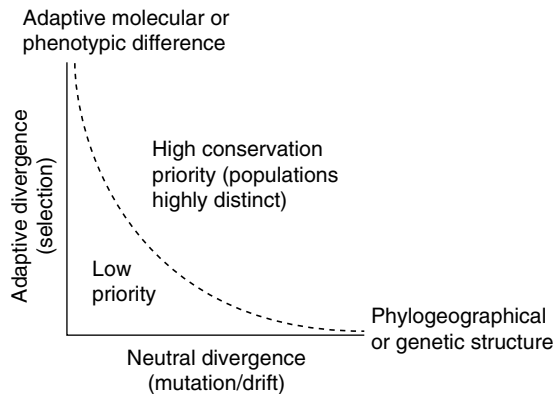 Adaptive molecular or
phenotypic difference
Adaptive divergence
(selection)
High conservation
priority (populations
highly distinct)
Low
priority
Phylogeographical
or genetic structure
Neutral divergence
(mutation/drift)